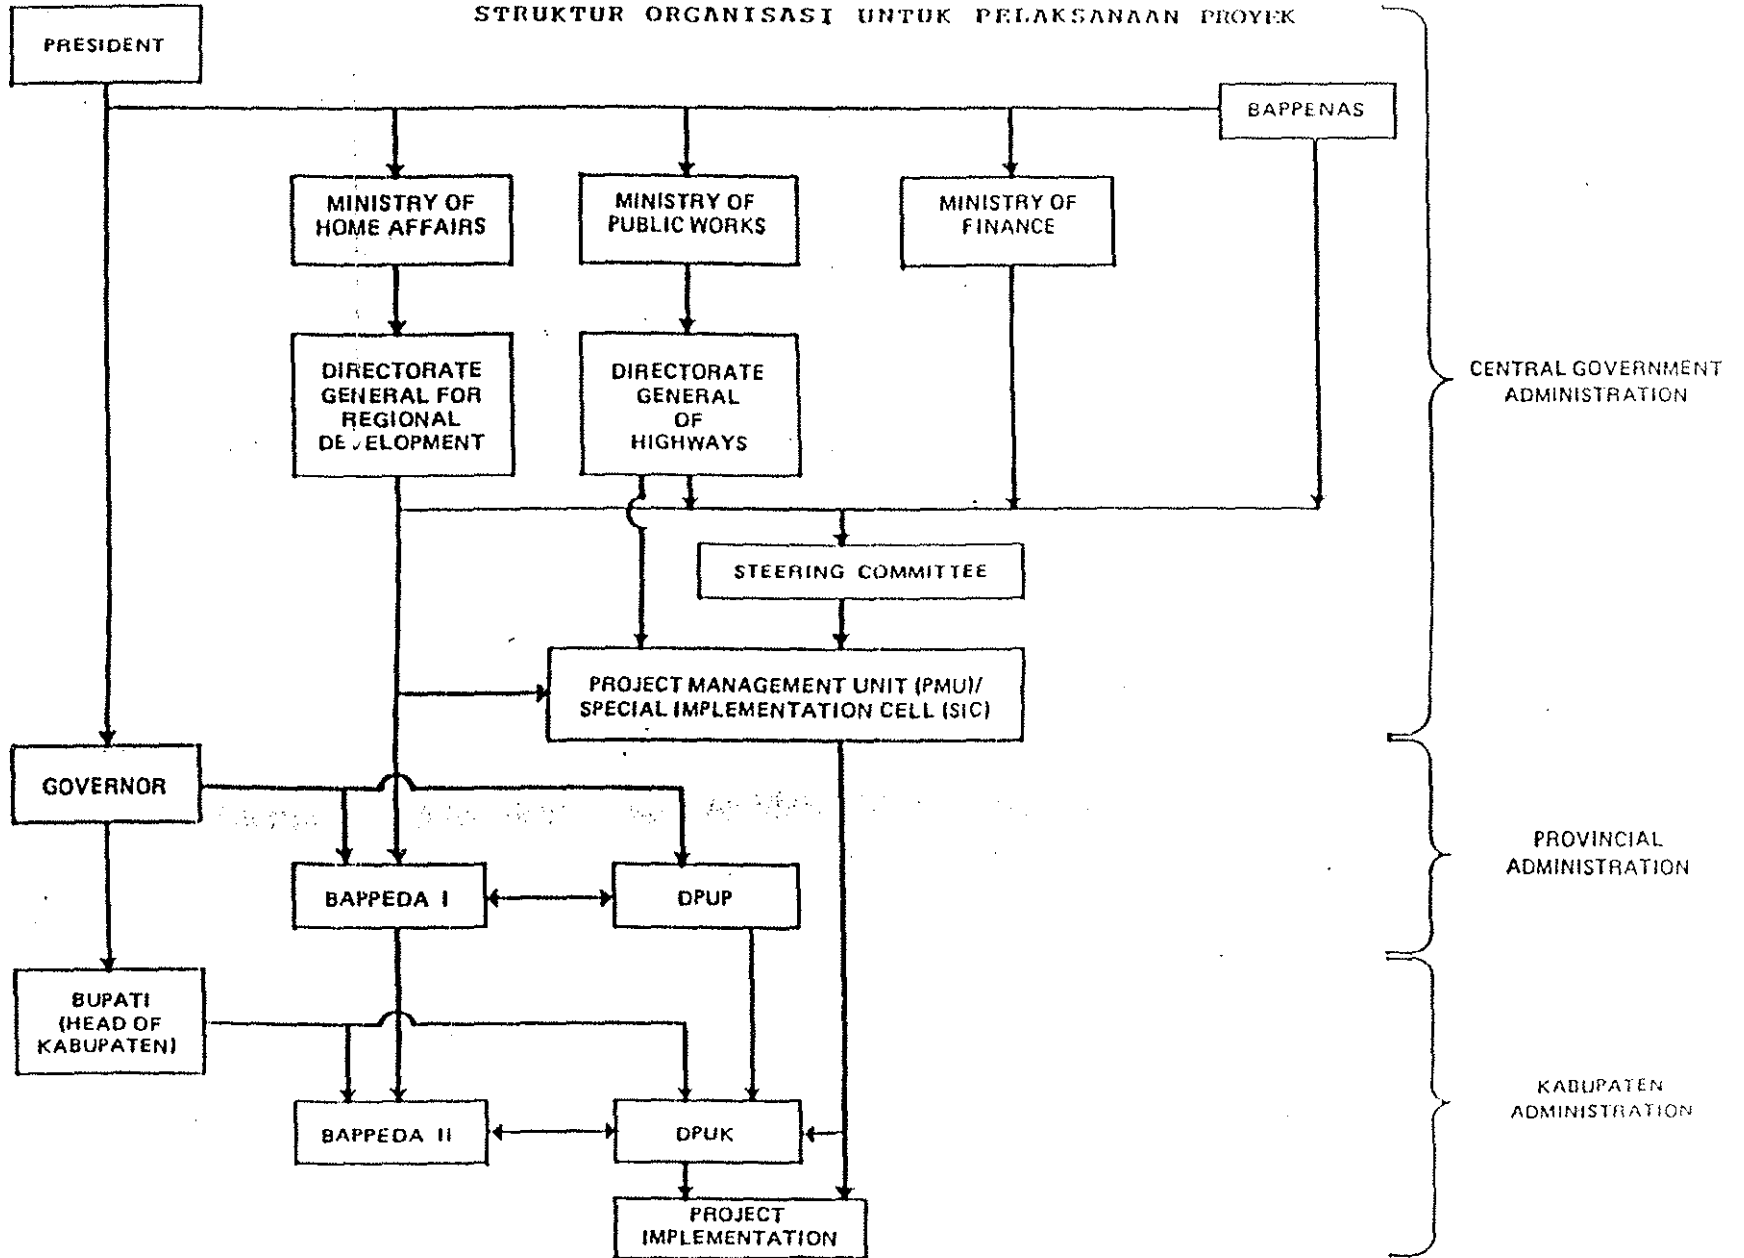 STRUKTUR ORGANISASI UNTUK PELAKSANAAN PROYEK
PRESIDENT
BAPPENAS
MINISTRY OF
HOME AFFAIRS
MINISTRY OF
PUBLIC WORKS
MINISTRY OF
FINANCE
DIRECTORATE
GENERAL FOR
REGIONAL
DEVELOPMENT
DIRECTORATE
GENERAL
OF
HIGHWAYS
CENTRAL GOVERNMENT
ADMINISTRATION
STEERING COMMITTEE
PROJECT MANAGEMENT UNIT (PMU)/
SPECIAL IMPLEMENTATION CELL (SIC)
GOVERNOR
PROVINCIAL
ADMINISTRATION
BAPPEDA I
DPUP
BUPATI
(HEAD OF
KABUPATEN)
KABUPATEN
ADMINISTRATION
BAPPEDA II
DPUK
PROJECT
IMPLEMENTATION